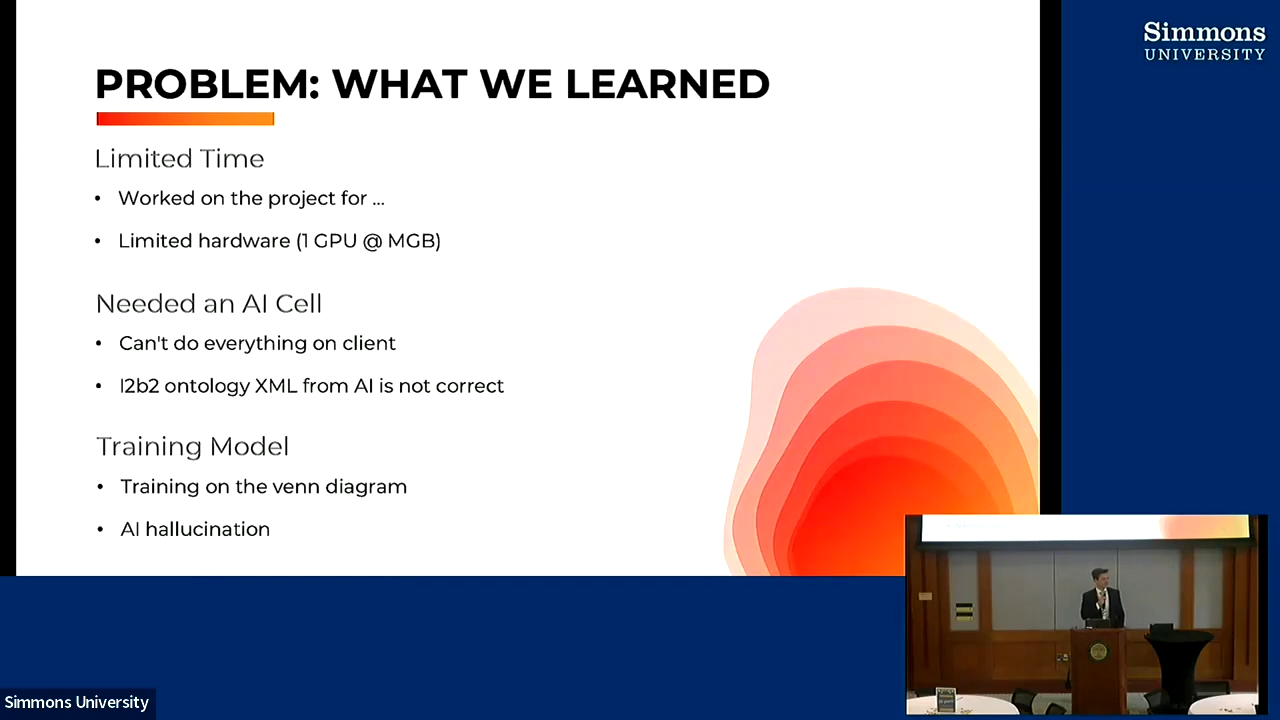 PROBLEM: WHAT WE LEARNED
Limited Time
• Worked on the project for ...
• Limited hardware (1 GPU @ MGB)
Needed an AI Cell
• Can't do everything on client
• I2b2 ontology XML from AI is not correct
Training Model
• Training on the venn diagram
• AI hallucination
Simmons
UNIVERSITY
Simmons University